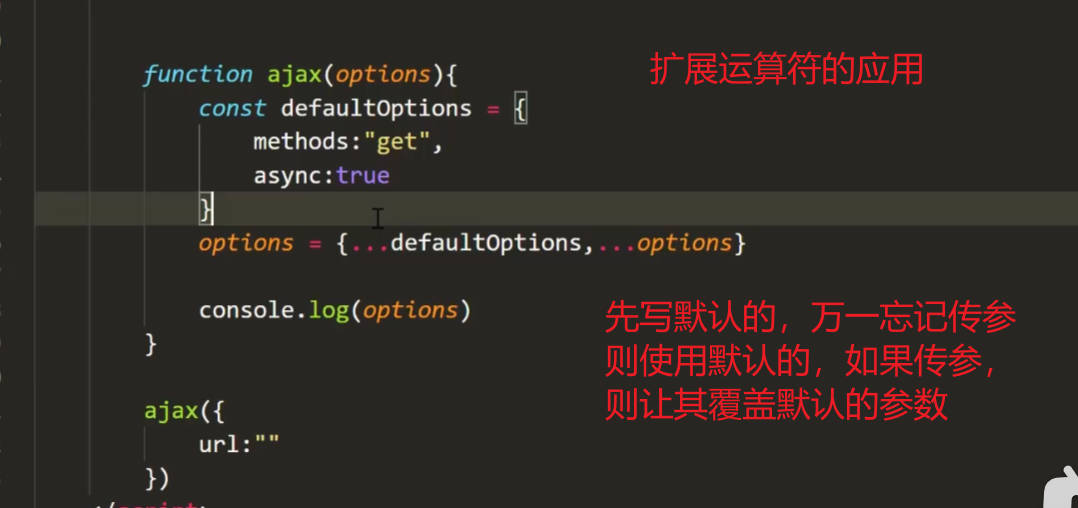 扩展运算符的应用
function ajax(options){
const defaultOptions = {
methods:"get",
async:true
}
options = {...defaultOptions,...options}
console.log(options)
}
ajax({
url:""
})
先写默认的，万一忘记传参
则使用默认的，如果传参，
则让其覆盖默认的参数